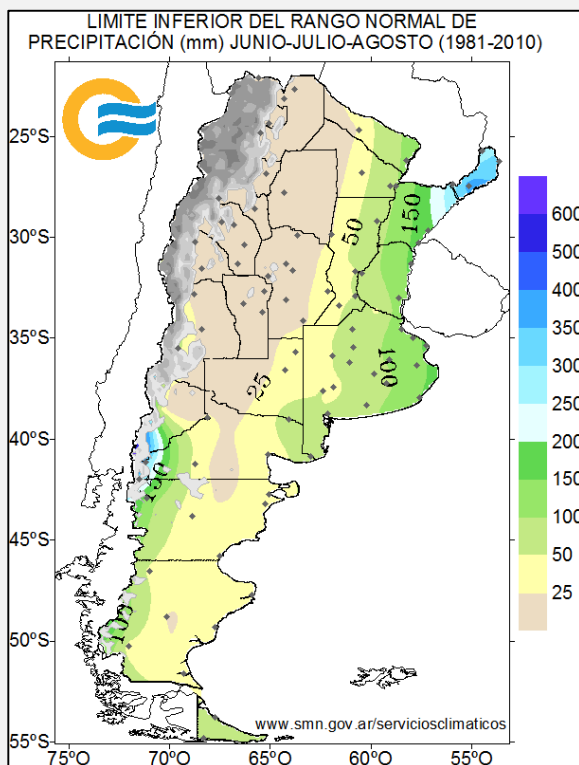 LIMITE INFERIOR DEL RANGO NORMAL DE
PRECIPITACIÓN (mm) JUNIO-JULIO-AGOSTO (1981-2010)
25°S
30°S
35°S
40°S
45°S
50°S
55°S
75°O
70°O
65°O
60°O
55°O
50
150
100
25
150
100
600
500
400
350
300
250
200
150
100
50
25
www.smn.gov.ar/serviciosclimaticos